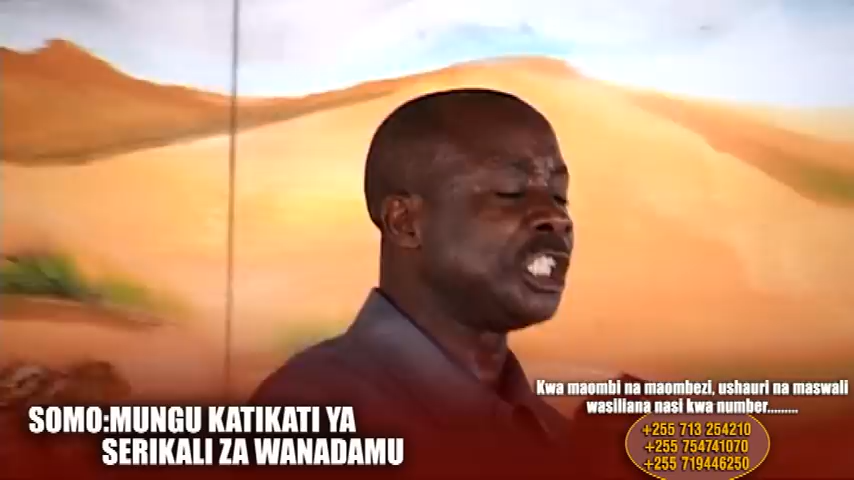 SOMO:MUNGU KATIKATI YA
SERIKALI ZA WANADAMU
Kwa maombi na maombezi, ushauri na maswali
wasiliana nasi kwa number.........
+255 713 254210
+255 754741070
+255 719446250